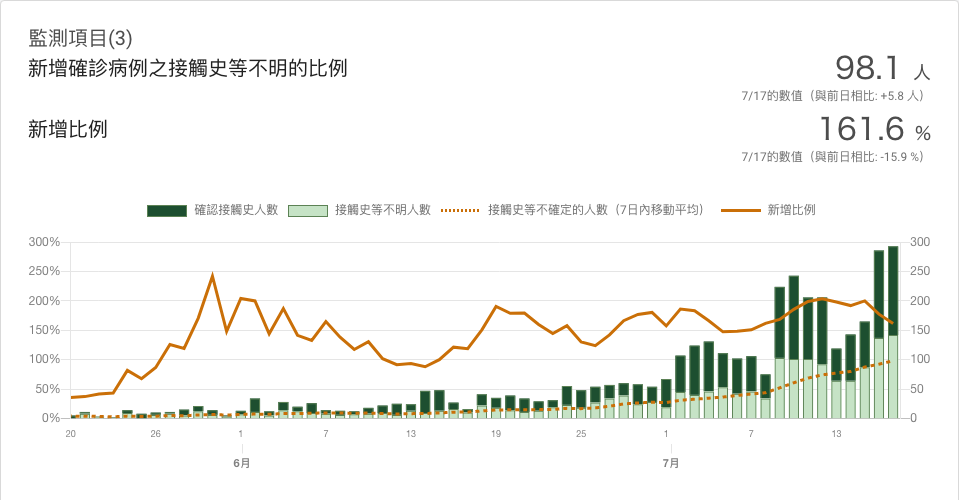 監測項目(3)
新增確診病例之接觸史等不明的比例
98.1 人
7/17的數值（與前日相比: +5.8 人）
新增比例
161.6 %
7/17的數值（與前日相比: -15.9 %）
確認接觸史人數 接觸史等不明人數 接觸史等不確定的人數（7日內移動平均） 新增比例
300% 300
250% 250
200% 200
150% 150
100% 100
50% 50
0% 0
20 26 1 7 13 19 25 1 7 13
6月 7月